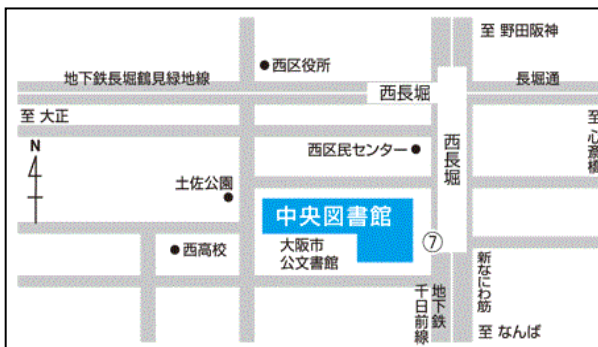 至 野田阪神
西区役所
地下鉄長堀鶴見緑地線
西長堀
長堀通
至 大正
至 心斎橋
N
西区民センター
西長堀
土佐公園
中央図書館
大阪市
公文書館
⑦
西高校
新なにわ筋
地下鉄
千日前線
至 なんば